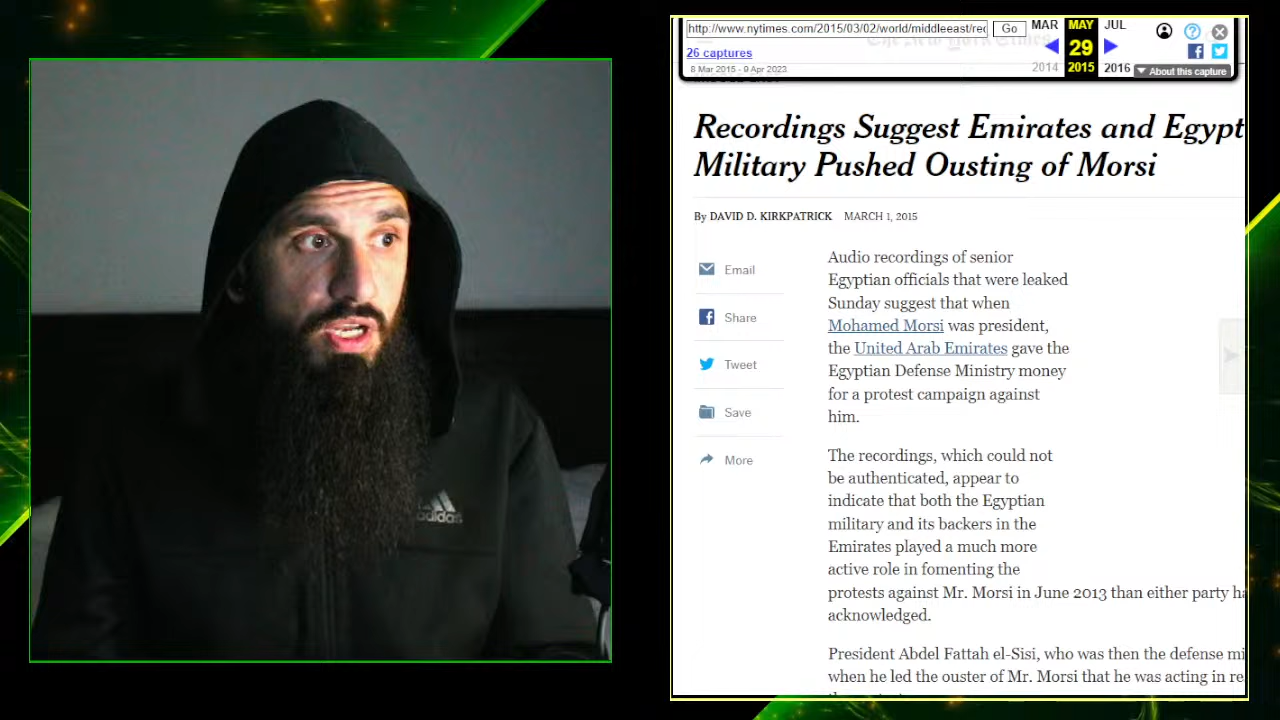 http://www.nytimes.com/2015/03/02/world/middleeast/rec
Go
MAR
MAY
JUL
26 captures
29
8 Mar 2015 - 9 Apr 2023
2014
2015
2016
About this capture
Recordings Suggest Emirates and Egypt
Military Pushed Ousting of Morsi
By DAVID D. KIRKPATRICK MARCH 1, 2015
Email
Share
Tweet
Save
More
Audio recordings of senior
Egyptian officials that were leaked
Sunday suggest that when
Mohamed Morsi was president,
the United Arab Emirates gave the
Egyptian Defense Ministry money
for a protest campaign against
him.
The recordings, which could not
be authenticated, appear to
indicate that both the Egyptian
military and its backers in the
Emirates played a much more
active role in fomenting the
protests against Mr. Morsi in June 2013 than either party ha
acknowledged.
President Abdel Fattah el-Sisi, who was then the defense mi
when he led the ouster of Mr. Morsi that he was acting in re
adidas